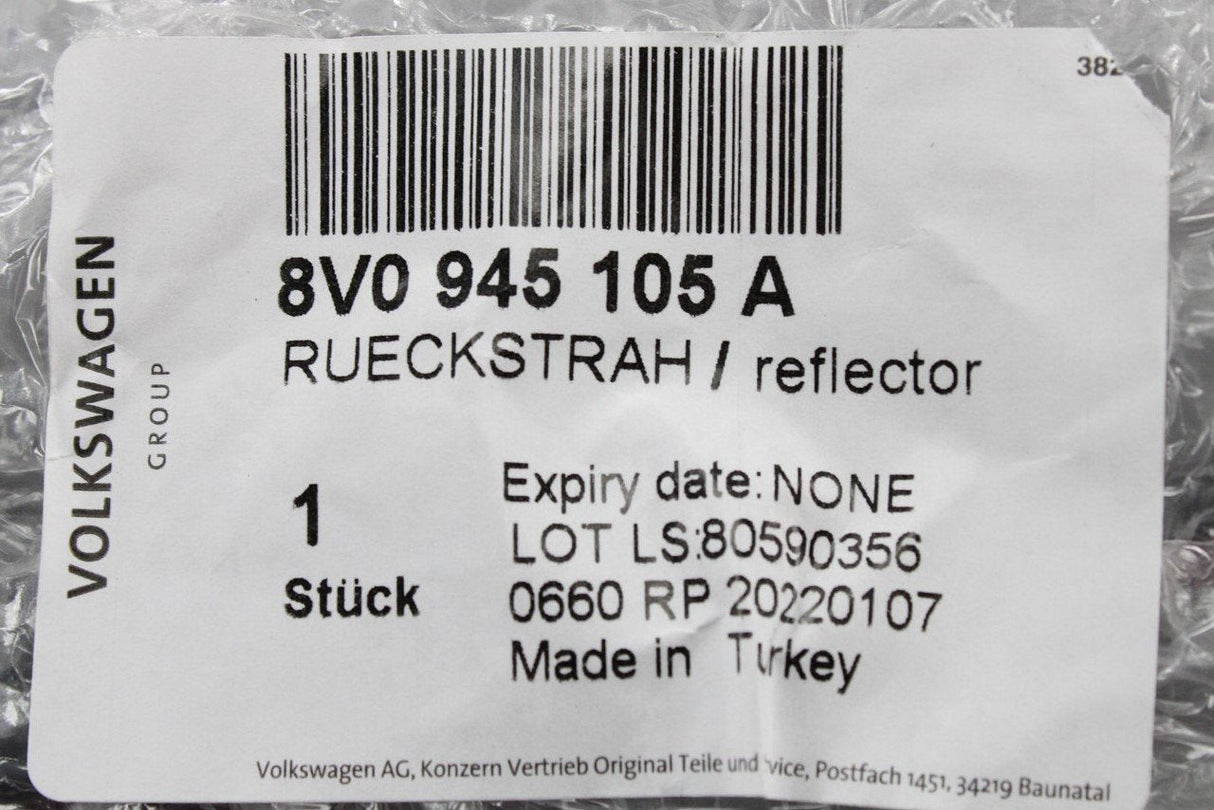 382
VOLKSWAGEN
GROUP
8V0 945 105 A
RUECKSTRAH / reflector
1
Stück
Expiry date: NONE
LOT LS:80590356
0660 RP 20220107
Made in Turkey
Volkswagen AG, Konzern Vertrieb Original Teile und vice, Postfach 1451, 34219 Baunatal